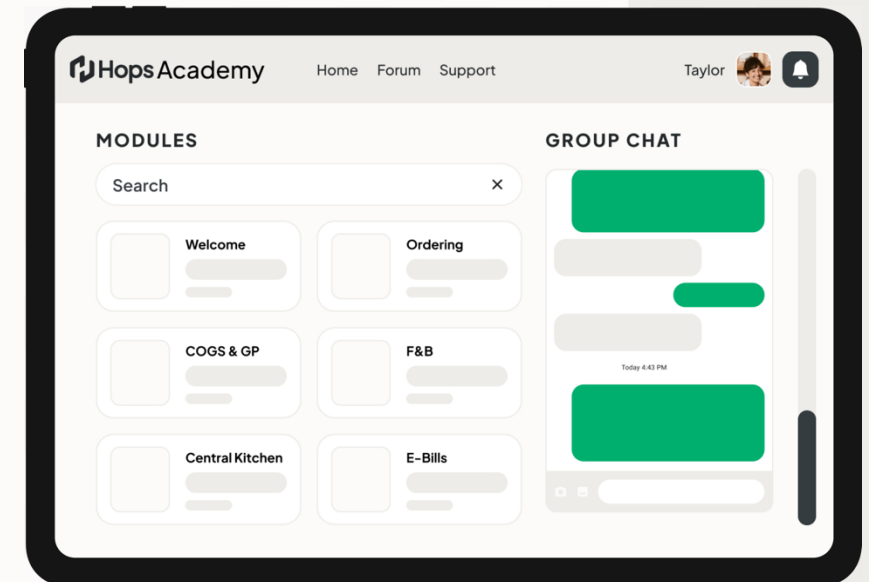 Hops Academy
Home Forum Support
Taylor
MODULES
Search
Welcome
Ordering
COGS & GP
F&B
Central Kitchen
E-Bills
GROUP CHAT
Today 4:43 PM